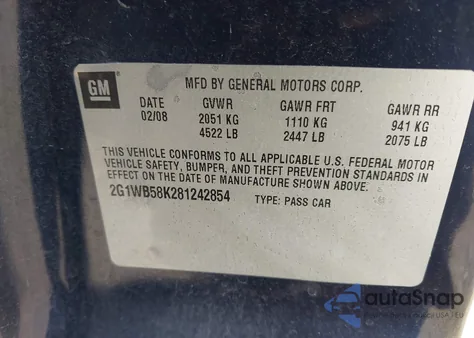 GM
MFD BY GENERAL MOTORS CORP.
DATE GVWR GAWR FRT GAWR RR
02/08 2051 KG 1110 KG 941 KG
4522 LB 2447 LB 2075 LB
THIS VEHICLE CONFORMS TO ALL APPLICABLE U.S. FEDERAL MOTOR
VEHICLE SAFETY, BUMPER, AND THEFT PREVENTION STANDARDS IN
EFFECT ON THE DATE OF MANUFACTURE SHOWN ABOVE.
2G1WB58K281242854 TYPE: PASS CAR
autoSnap